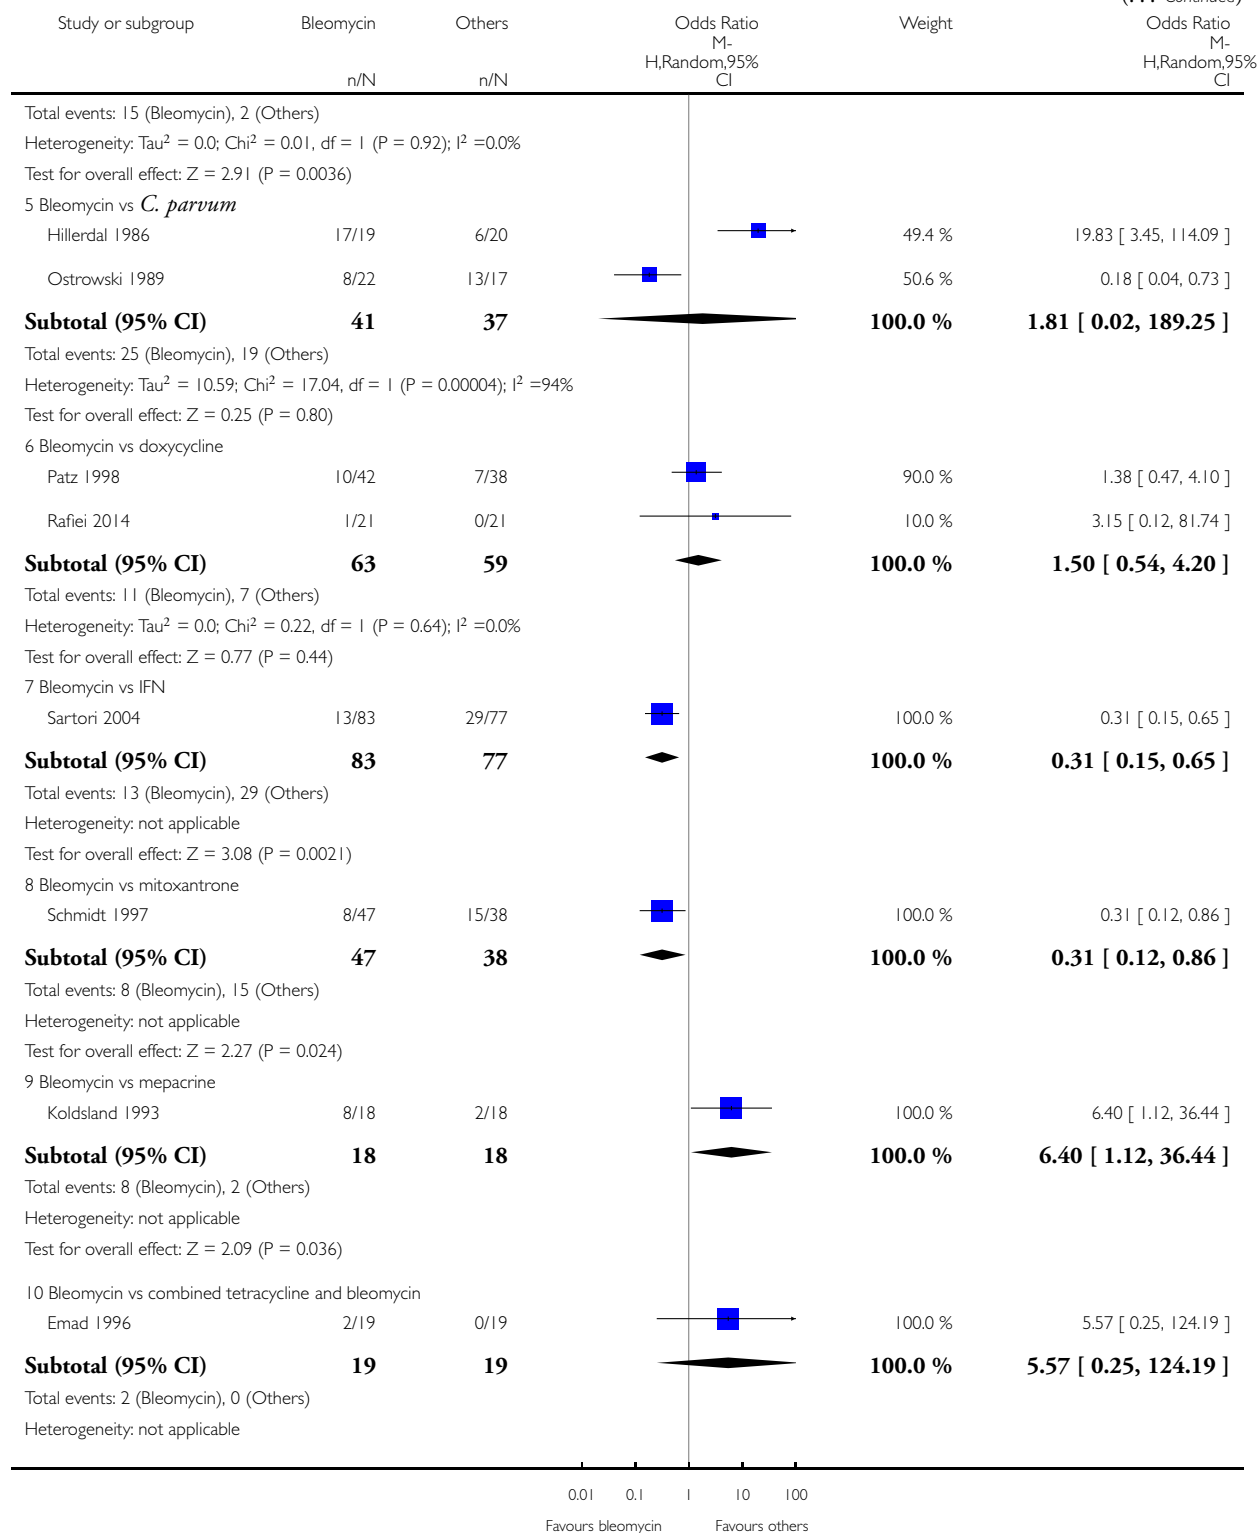 (... Continued)
Study or subgroup Bleomycin Others Odds Ratio Weight Odds Ratio
M- M-
H,Random,95% H,Random,95%
n/N n/N CI CI
Total events: 15 (Bleomycin), 2 (Others)
Heterogeneity: Tau² = 0.0; Chi² = 0.01, df = 1 (P = 0.92); I² =0.0%
Test for overall effect: Z = 2.91 (P = 0.0036)
5 Bleomycin vs C. parvum
Hillerdal 1986 17/19 6/20 49.4 % 19.83 [ 3.45, 114.09 ]
Ostrowski 1989 8/22 13/17 50.6 % 0.18 [ 0.04, 0.73 ]
Subtotal (95% CI) 41 37 100.0 % 1.81 [ 0.02, 189.25 ]
Total events: 25 (Bleomycin), 19 (Others)
Heterogeneity: Tau² = 10.59; Chi² = 17.04, df = 1 (P = 0.00004); I² =94%
Test for overall effect: Z = 0.25 (P = 0.80)
6 Bleomycin vs doxycycline
Patz 1998 10/42 7/38 90.0 % 1.38 [ 0.47, 4.10 ]
Rafiei 2014 1/21 0/21 10.0 % 3.15 [ 0.12, 81.74 ]
Subtotal (95% CI) 63 59 100.0 % 1.50 [ 0.54, 4.20 ]
Total events: 11 (Bleomycin), 7 (Others)
Heterogeneity: Tau² = 0.0; Chi² = 0.22, df = 1 (P = 0.64); I² =0.0%
Test for overall effect: Z = 0.77 (P = 0.44)
7 Bleomycin vs IFN
Sartori 2004 13/83 29/77 100.0 % 0.31 [ 0.15, 0.65 ]
Subtotal (95% CI) 83 77 100.0 % 0.31 [ 0.15, 0.65 ]
Total events: 13 (Bleomycin), 29 (Others)
Heterogeneity: not applicable
Test for overall effect: Z = 3.08 (P = 0.0021)
8 Bleomycin vs mitoxantrone
Schmidt 1997 8/47 15/38 100.0 % 0.31 [ 0.12, 0.86 ]
Subtotal (95% CI) 47 38 100.0 % 0.31 [ 0.12, 0.86 ]
Total events: 8 (Bleomycin), 15 (Others)
Heterogeneity: not applicable
Test for overall effect: Z = 2.27 (P = 0.024)
9 Bleomycin vs mepacrine
Koldsland 1993 8/18 2/18 100.0 % 6.40 [ 1.12, 36.44 ]
Subtotal (95% CI) 18 18 100.0 % 6.40 [ 1.12, 36.44 ]
Total events: 8 (Bleomycin), 2 (Others)
Heterogeneity: not applicable
Test for overall effect: Z = 2.09 (P = 0.036)
10 Bleomycin vs combined tetracycline and bleomycin
Emad 1996 2/19 0/19 100.0 % 5.57 [ 0.25, 124.19 ]
Subtotal (95% CI) 19 19 100.0 % 5.57 [ 0.25, 124.19 ]
Total events: 2 (Bleomycin), 0 (Others)
Heterogeneity: not applicable
0.01 0.1 1 10 100
Favours bleomycin Favours others